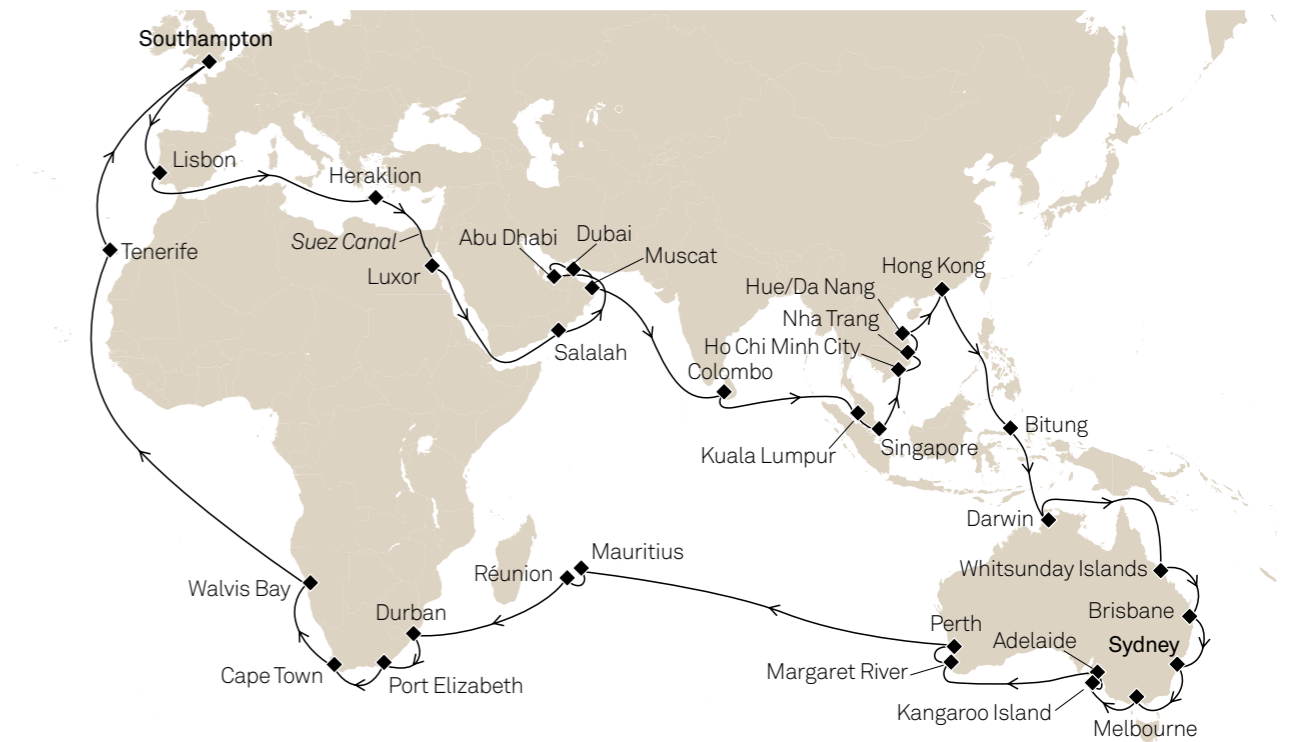 Southampton
Lisbon
Heraklion
Suez Canal
Tenerife
Luxor
Abu Dhabi
Dubai
Muscat
Salalah
Hong Kong
Hue/Da Nang
Nha Trang
Ho Chi Minh City
Colombo
Kuala Lumpur
Singapore
Bitung
Darwin
Whitsunday Islands
Brisbane
Sydney
Adelaide
Perth
Margaret River
Kangaroo Island
Melbourne
Mauritius
Réunion
Durban
Port Elizabeth
Cape Town
Walvis Bay